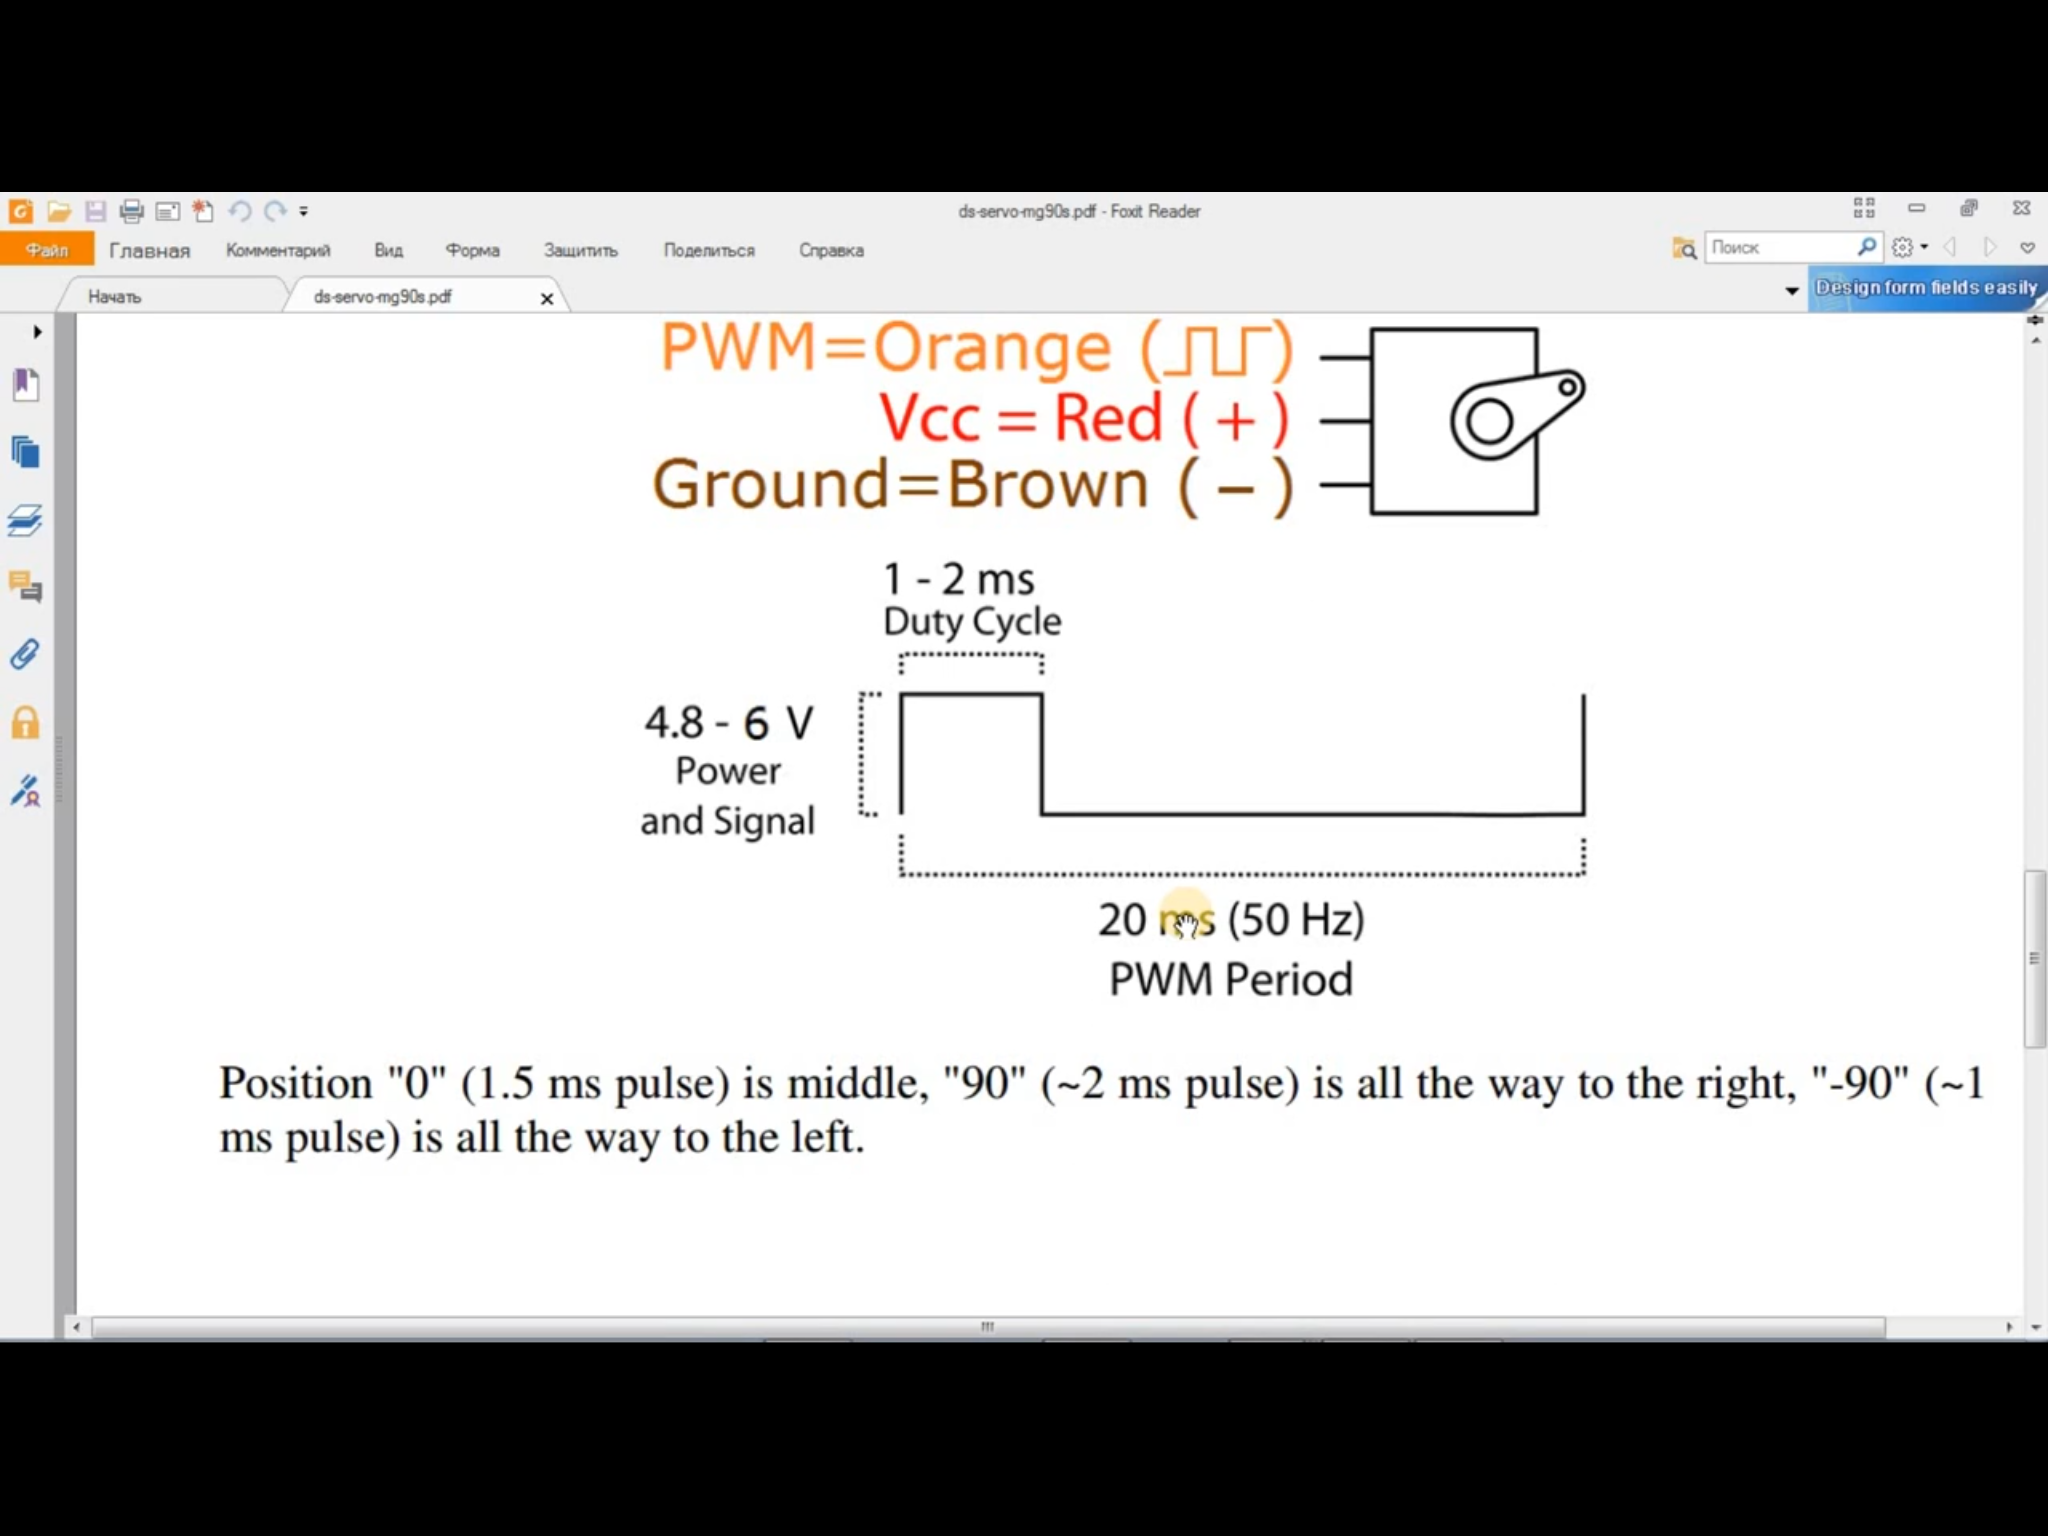 ds-servo-mg90s.pdf - Foxit Reader
Файл Главная Комментарий Вид Форма Защитить Поделиться Справка Поиск
Начать ds-servo-mg90s.pdf Design form fields easily
PWM=Orange ( )
Vcc = Red ( + )
Ground=Brown ( – )
1 - 2 ms
Duty Cycle
4.8 - 6 V
Power
and Signal
20 ms (50 Hz)
PWM Period
Position "0" (1.5 ms pulse) is middle, "90" (~2 ms pulse) is all the way to the right, "-90" (~1
ms pulse) is all the way to the left.